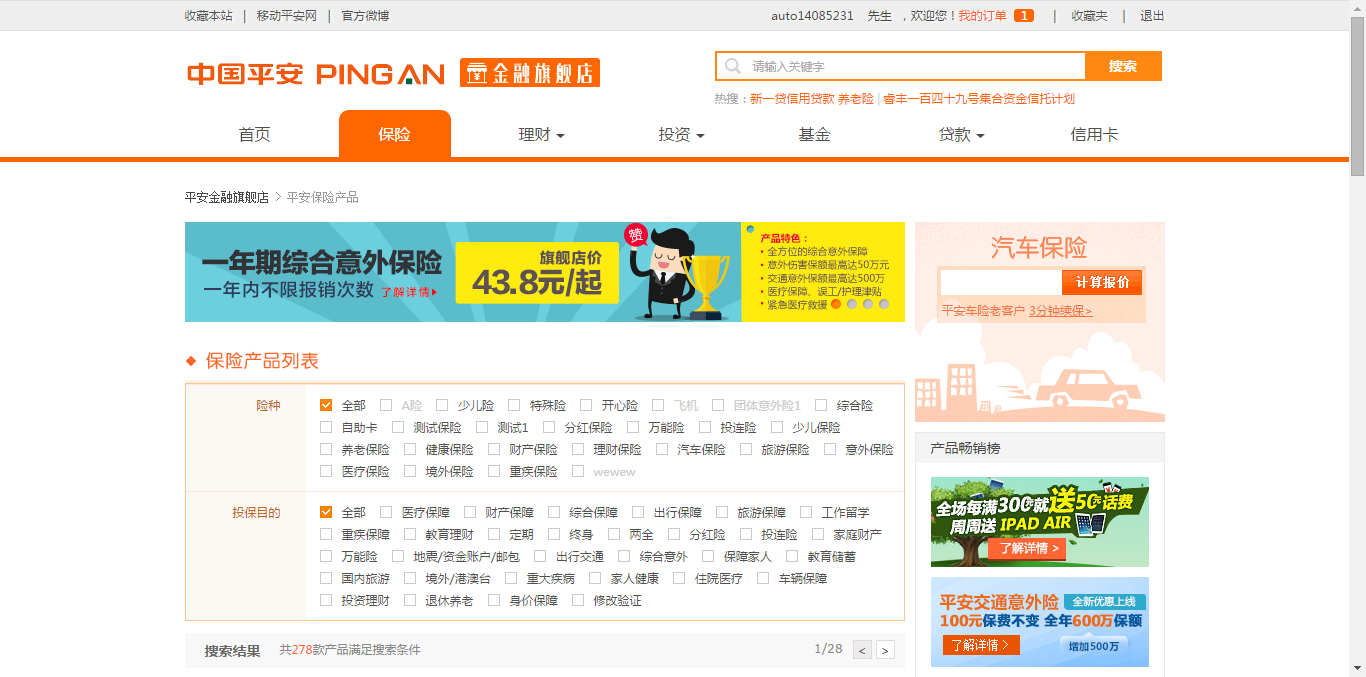 收藏本站 | 移动平安网 | 官方微博
auto14085231 先生 ，欢迎您！我的订单 1 | 收藏夹 | 退出
中国平安 PING AN 金融旗舰店
请输入关键字 搜索
热搜：新一贷信用贷款 养老险 | 睿丰一百四十九号集合资金信托计划
首页 保险 理财 投资 基金 贷款 信用卡
平安金融旗舰店 > 平安保险产品
一年期综合意外保险
一年内不限报销次数 了解详情
旗舰店价
43.8元/起
赞
产品特色：
• 全方位的综合意外保障
• 意外伤害保额最高达50万元
• 交通意外保额最高达500万
• 医疗保障、误工/护理津贴
• 紧急医疗救援
汽车保险
计算报价
平安车险老客户 3分钟续保>
保险产品列表
险种 全部 A险 少儿险 特殊险 开心险 飞机 团体意外险1 综合险
自助卡 测试保险 测试1 分红保险 万能险 投连险 少儿保险
养老保险 健康保险 财产保险 理财保险 汽车保险 旅游保险 意外保险
医疗保险 境外保险 重疾保险 wewew
投保目的 全部 医疗保障 财产保障 综合保障 出行保障 旅游保障 工作留学
重疾保障 教育理财 定期 终身 两全 分红险 投连险 家庭财产
万能险 地震/资金账户/邮包 出行交通 综合意外 保障家人 教育储蓄
国内旅游 境外/港澳台 重大疾病 家人健康 住院医疗 车辆保障
投资理财 退休养老 身价保障 修改验证
搜索结果 共278款产品满足搜索条件 1/28 < >
产品畅销榜
全场每满300就送50话费
周周送 IPAD AIR
了解详情 >
平安交通意外险 全新优惠上线
100元保费不变 全年600万保额
了解详情 > 增加500万